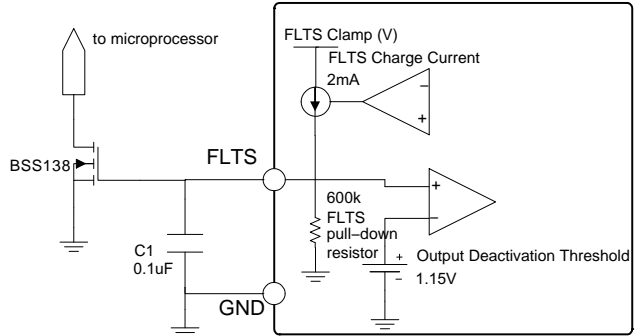 to microprocessor
FLTS Clamp (V)
FLTS Charge Current
2mA
−
+
BSS138
FLTS
+
−
600k
FLTS
pull−down
resistor
C1
0.1uF
+
−
Output Deactivation Threshold
1.15V
GND